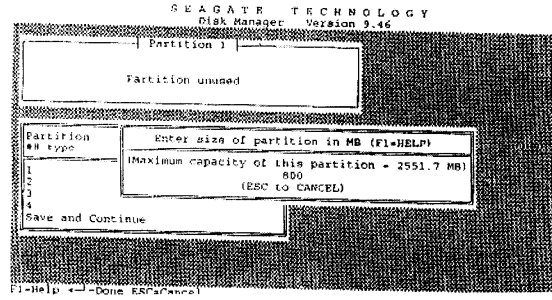 SEAGATE TECHNOLOGY
Disk Manager Version 9.46
Partition 1
Partition unused
Partition
#H type
1
2
3
4
Save and Continue
Enter size of partition in MB (F1=HELP)
(Maximum capacity of this partition = 2551.7 MB)
800
(ESC to CANCEL)
F1-Help ←┘-Done ESC=Cancel